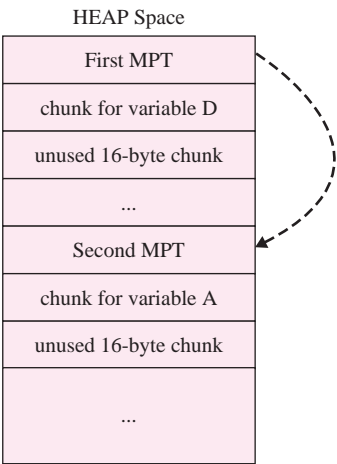 HEAP Space
First MPT
chunk for variable D
unused 16-byte chunk
...
Second MPT
chunk for variable A
unused 16-byte chunk
...